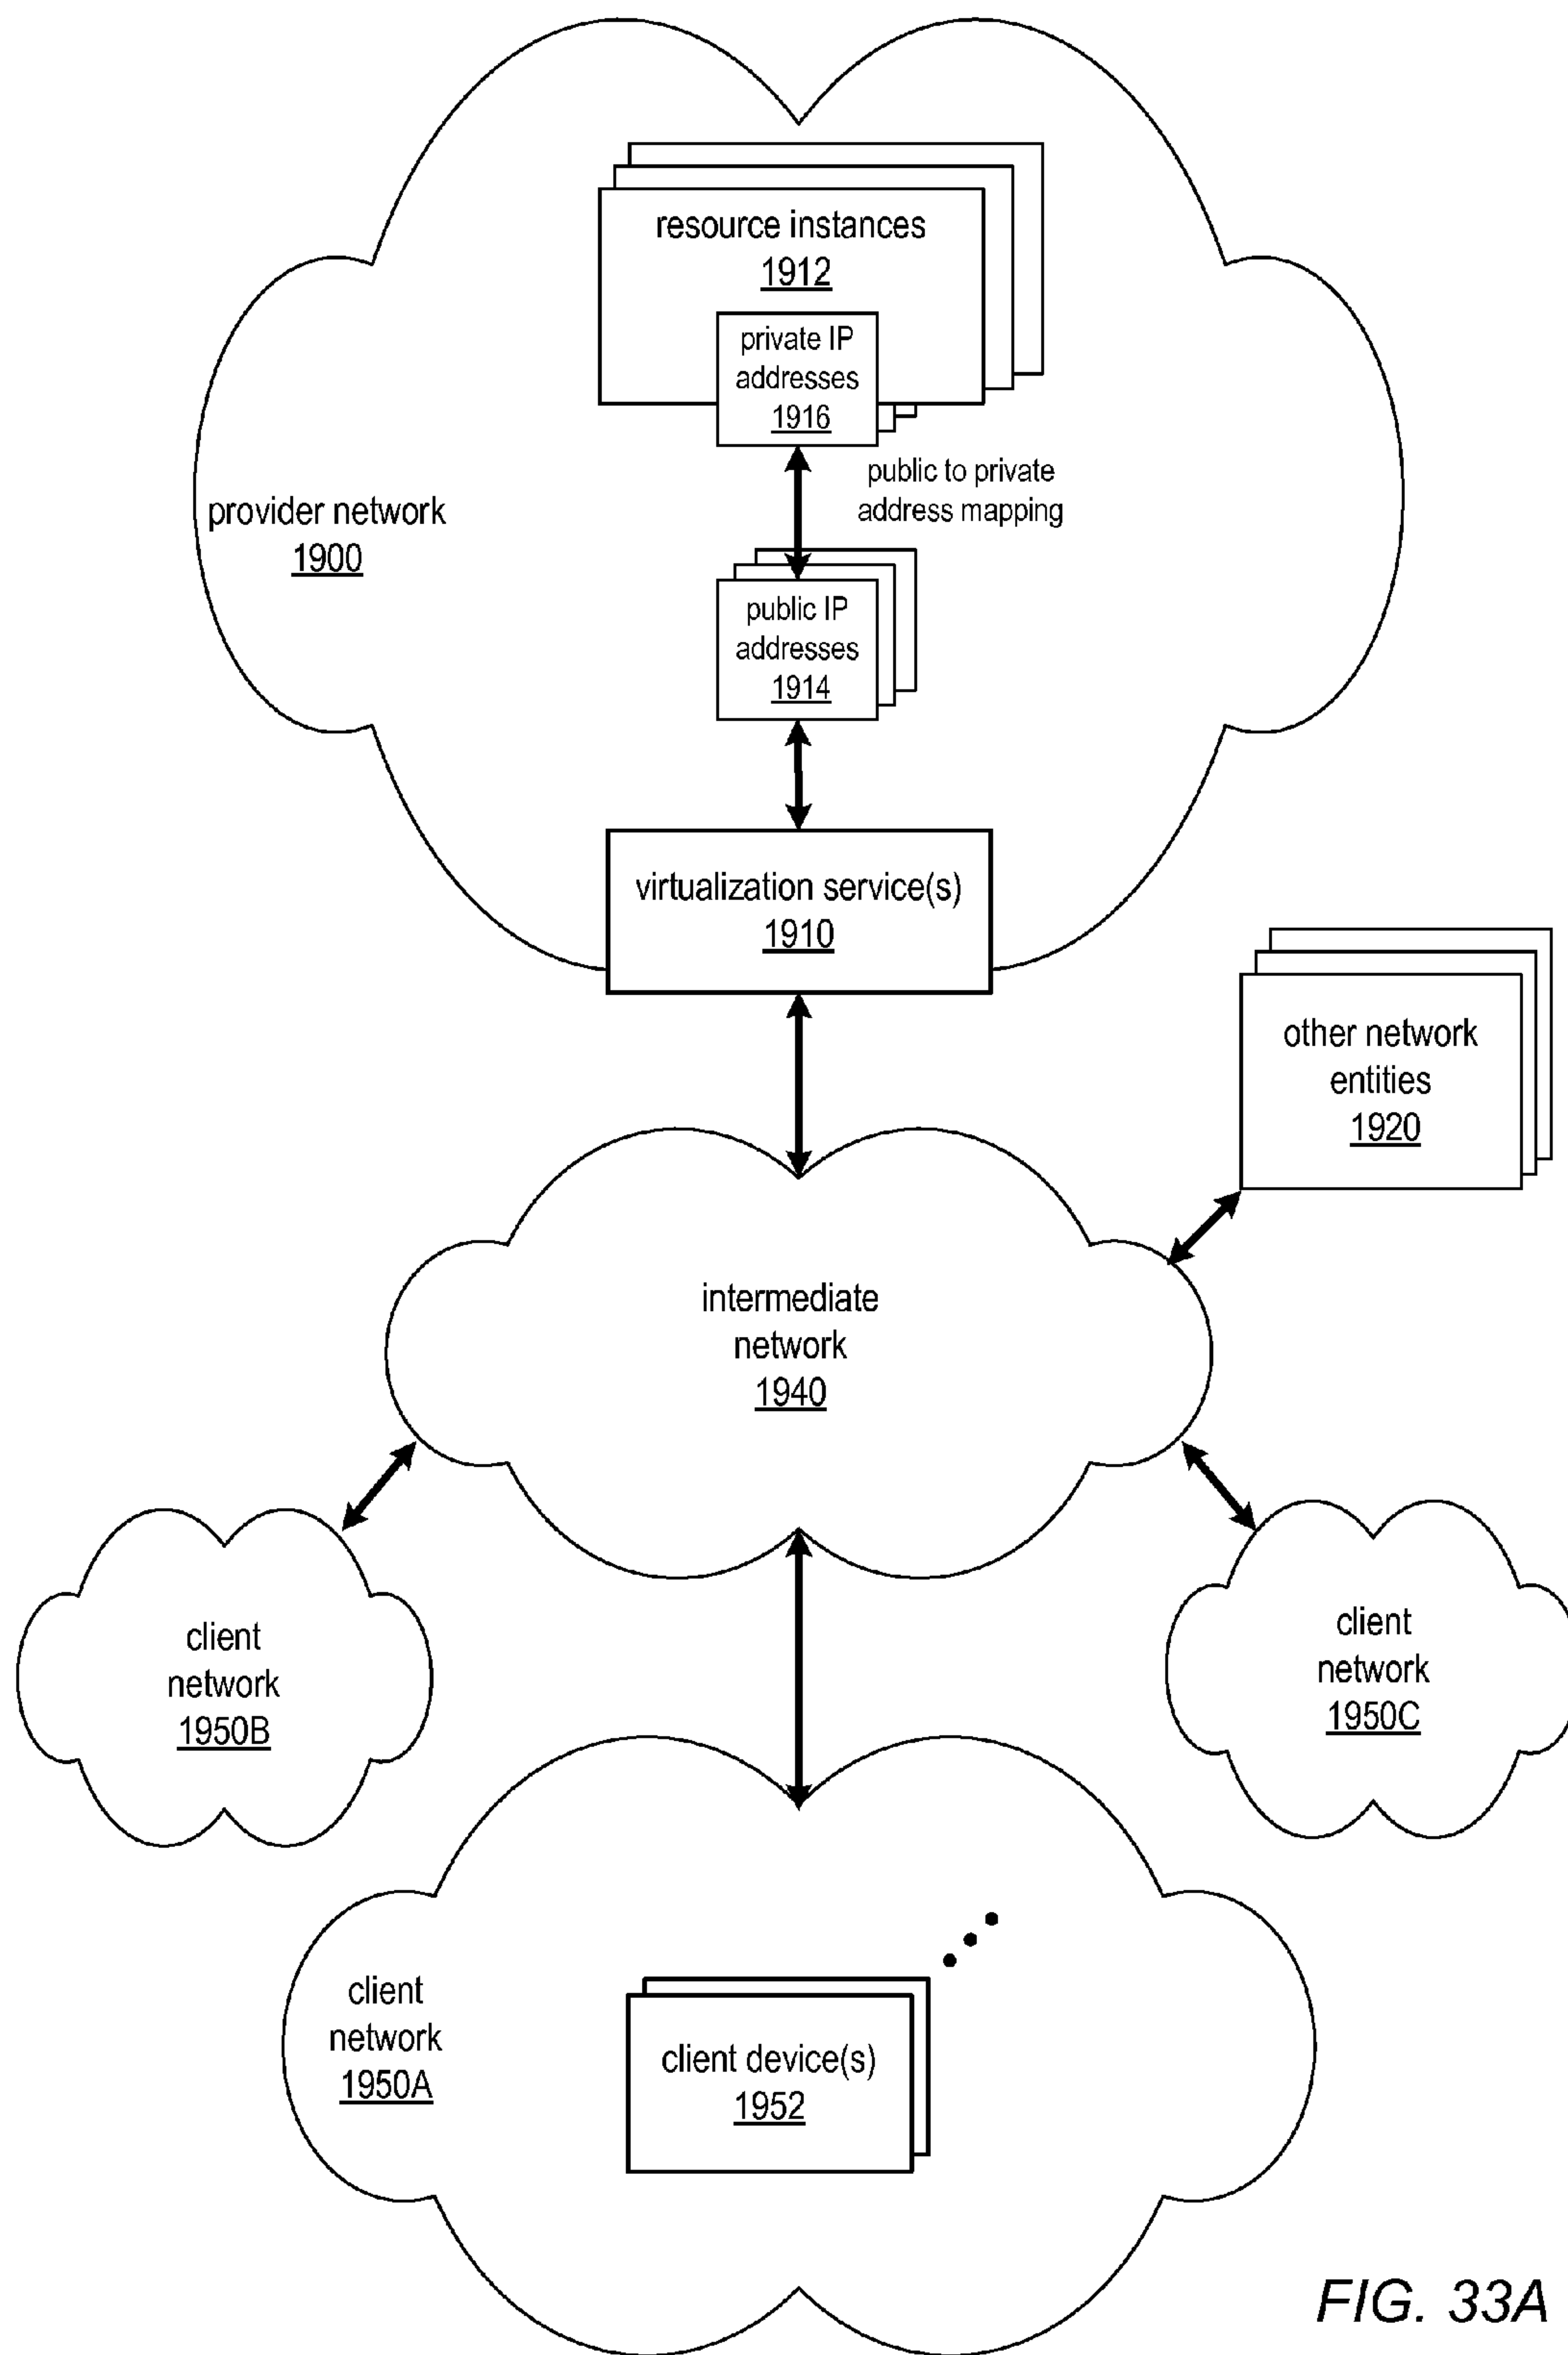 resource instances
1912
private IP
addresses
1916
public to private
address mapping
provider network
1900
public IP
addresses
1914
virtualization service(s)
1910
other network
entities
1920
intermediate
network
1940
client
network
1950B
client
network
1950C
client
network
1950A
client device(s)
1952
FIG. 33A